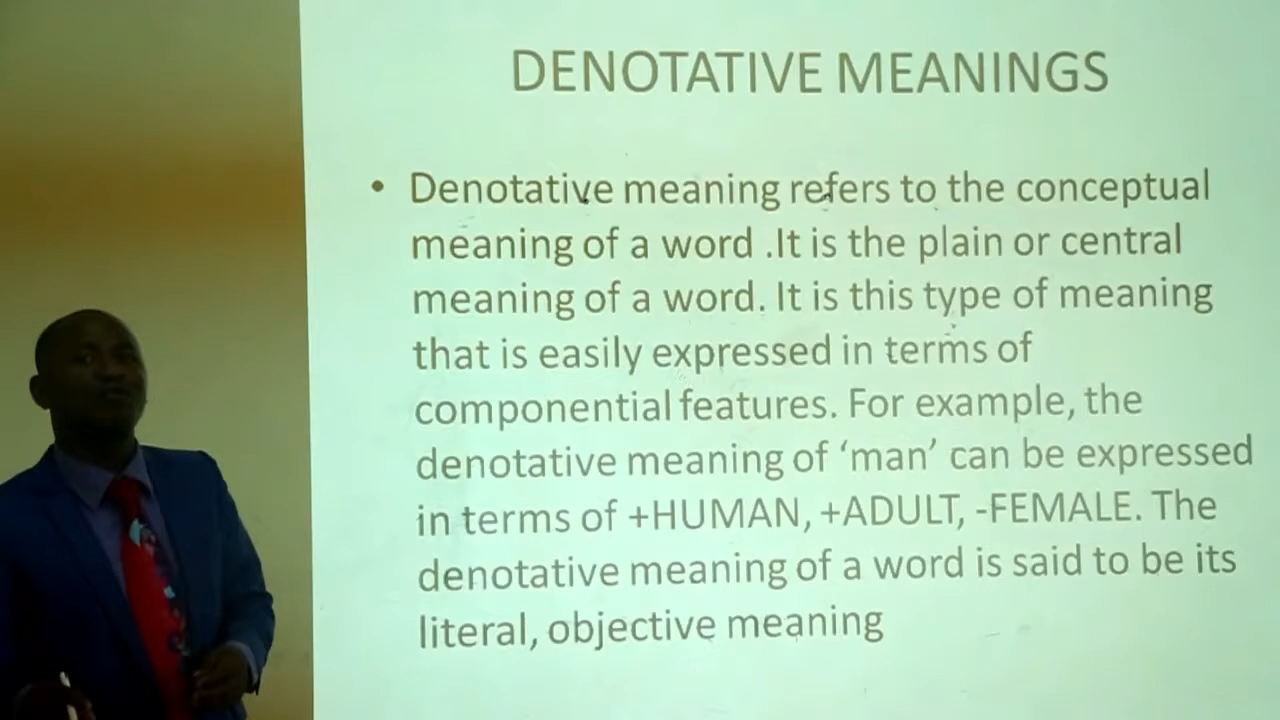 DENOTATIVE MEANINGS
• Denotative meaning refers to the conceptual
meaning of a word .It is the plain or central
meaning of a word. It is this type of meaning
that is easily expressed in terms of
componential features. For example, the
denotative meaning of ‘man’ can be expressed
in terms of +HUMAN, +ADULT, -FEMALE. The
denotative meaning of a word is said to be its
literal, objective meaning